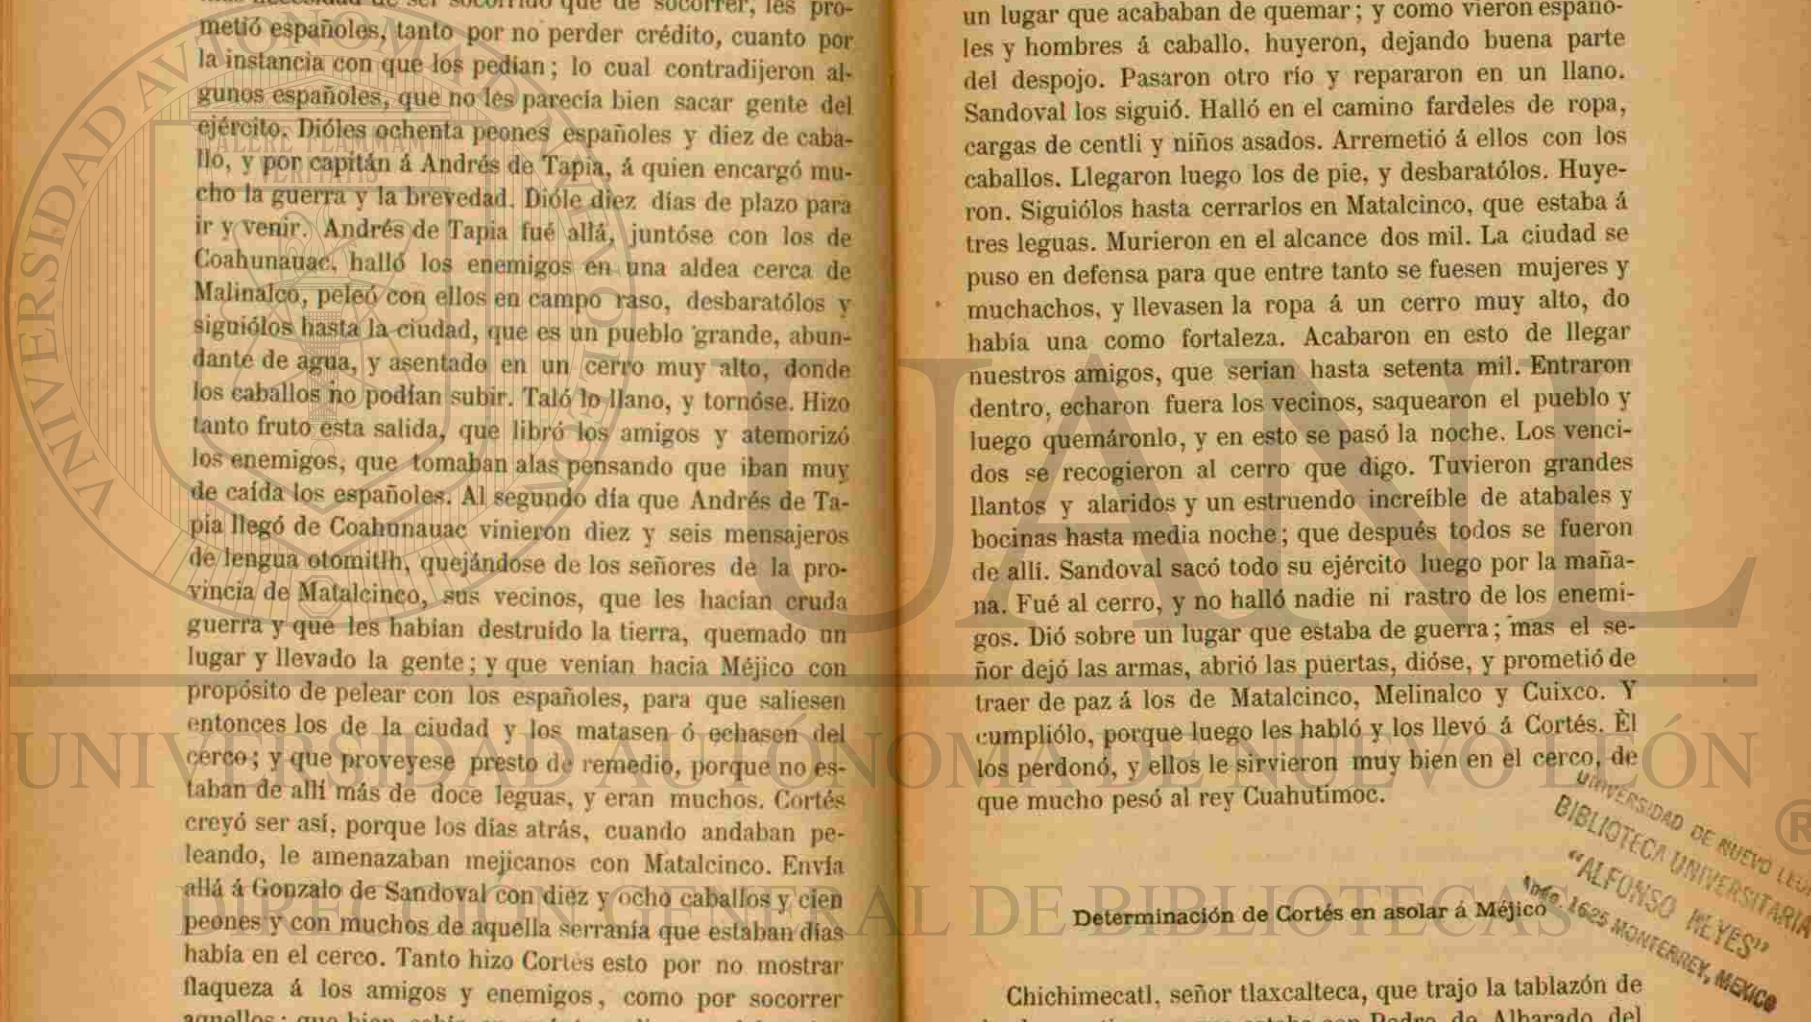 metió españoles, tanto por no perder crédito, cuanto por
la instancia con que los pedían; lo cual contradijeron al-
gunos españoles, que no les parecía bien sacar gente del
ejército. Dióles ochenta peones españoles y diez de caba-
llo, y por capitán á Andrés de Tapia, á quien encargó mu-
cho la guerra y la brevedad. Dióle diez días de plazo para
ir y venir. Andrés de Tapia fué allá, juntóse con los de
Coahunauac, halló los enemigos en una aldea cerca de
Malinalco, peleó con ellos en campo raso, desbaratólos y
siguiólos hasta la ciudad, que es un pueblo grande, abun-
dante de agua, y asentado en un cerro muy alto, donde
los caballos no podían subir. Taló lo llano, y tornóse. Hizo
tanto fruto esta salida, que libró los amigos y atemorizó
los enemigos, que tomaban alas pensando que iban muy
de caída los españoles. Al segundo día que Andrés de Ta-
pia llegó de Coahunauac vinieron diez y seis mensajeros
de lengua otomitlh, quejándose de los señores de la pro-
vincia de Matalcinco, sus vecinos, que les hacían cruda
guerra y que les habían destruído la tierra, quemado un
lugar y llevado la gente; y que venían hacia Méjico con
propósito de pelear con los españoles, para que saliesen
entonces los de la ciudad y los matasen ó echasen del
cerco; y que proveyese presto de remedio, porque no es-
taban de allí más de doce leguas, y eran muchos. Cortés
creyó ser así, porque los días atrás, cuando andaban pe-
leando, le amenazaban mejicanos con Matalcinco. Envía
allá á Gonzalo de Sandoval con diez y ocho caballos y cien
peones y con muchos de aquella serranía que estaban días
había en el cerco. Tanto hizo Cortés esto por no mostrar
flaqueza á los amigos y enemigos, como por socorrer
un lugar que acababan de quemar; y como vieron españo-
les y hombres á caballo, huyeron, dejando buena parte
del despojo. Pasaron otro río y repararon en un llano.
Sandoval los siguió. Halló en el camino fardeles de ropa,
cargas de centli y niños asados. Arremetió á ellos con los
caballos. Llegaron luego los de pie, y desbaratólos. Huye-
ron. Siguiólos hasta cerrarlos en Matalcinco, que estaba á
tres leguas. Murieron en el alcance dos mil. La ciudad se
puso en defensa para que entre tanto se fuesen mujeres y
muchachos, y llevasen la ropa á un cerro muy alto, do
había una como fortaleza. Acabaron en esto de llegar
nuestros amigos, que serían hasta setenta mil. Entraron
dentro, echaron fuera los vecinos, saquearon el pueblo y
luego quemáronlo, y en esto se pasó la noche. Los venci-
dos se recogieron al cerro que digo. Tuvieron grandes
llantos y alaridos y un estruendo increíble de atabales y
bocinas hasta media noche; que después todos se fueron
de allí. Sandoval sacó todo su ejército luego por la maña-
na. Fué al cerro, y no halló nadie ni rastro de los enemi-
gos. Dió sobre un lugar que estaba de guerra; mas el se-
ñor dejó las armas, abrió las puertas, dióse, y prometió de
traer de paz á los de Matalcinco, Melinalco y Cuixco. Y
cumpliólo, porque luego les habló y los llevó á Cortés. Èl
los perdonó, y ellos le sirvieron muy bien en el cerco, de
que mucho pesó al rey Cuahutimoc.
Determinación de Cortés en asolar á Méjico
Chichimecatl, señor tlaxcalteca, que trajo la tablazón de
UNIVERSIDAD DE NUEVO LEON
BIBLIOTECA UNIVERSITARIA
"ALFONSO REYES"
1625 MONTERREY, MEXICO
UANL
UNIVERSIDAD AUTÓNOMA DE NUEVO LEÓN
®
DIRECCIÓN GENERAL DE BIBLIOTECAS
ALERE FLAMMAM
VERITATIS